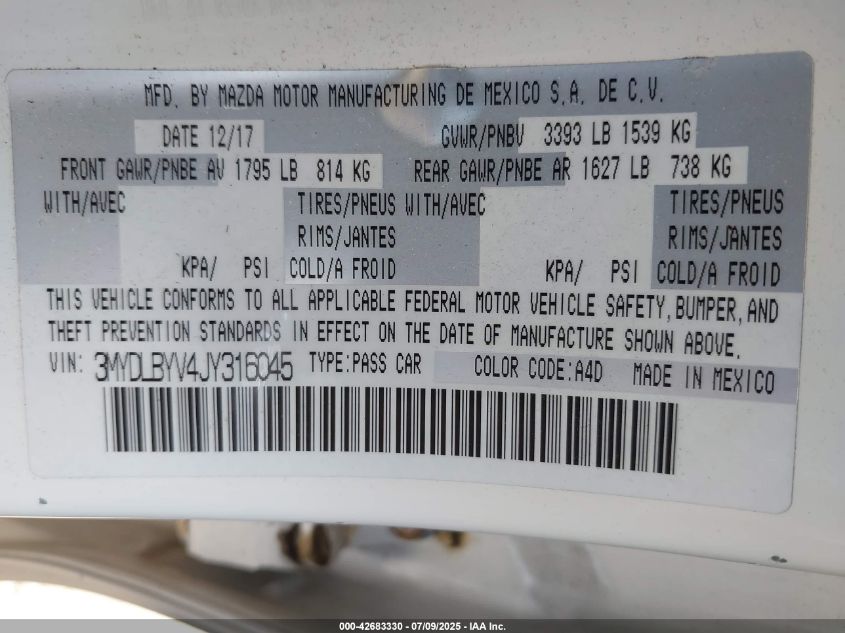 MFD. BY MAZDA MOTOR MANUFACTURING DE MEXICO S.A. DE C.V.
DATE 12/17 GVWR/PNBV 3393 LB 1539 KG
FRONT GAWR/PNBE AV 1795 LB 814 KG REAR GAWR/PNBE AR 1627 LB 738 KG
WITH/AVEC TIRES/PNEUS WITH/AVEC TIRES/PNEUS
RIMS/JANTES RIMS/JANTES
KPA/ PSI COLD/A FROID KPA/ PSI COLD/A FROID
THIS VEHICLE CONFORMS TO ALL APPLICABLE FEDERAL MOTOR VEHICLE SAFETY, BUMPER, AND
THEFT PREVENTION STANDARDS IN EFFECT ON THE DATE OF MANUFACTURE SHOWN ABOVE.
VIN: 3MYDLBYV4JY316045 TYPE:PASS CAR COLOR CODE:A4D MADE IN MEXICO
000-42683330 - 07/09/2025 - IAA Inc.